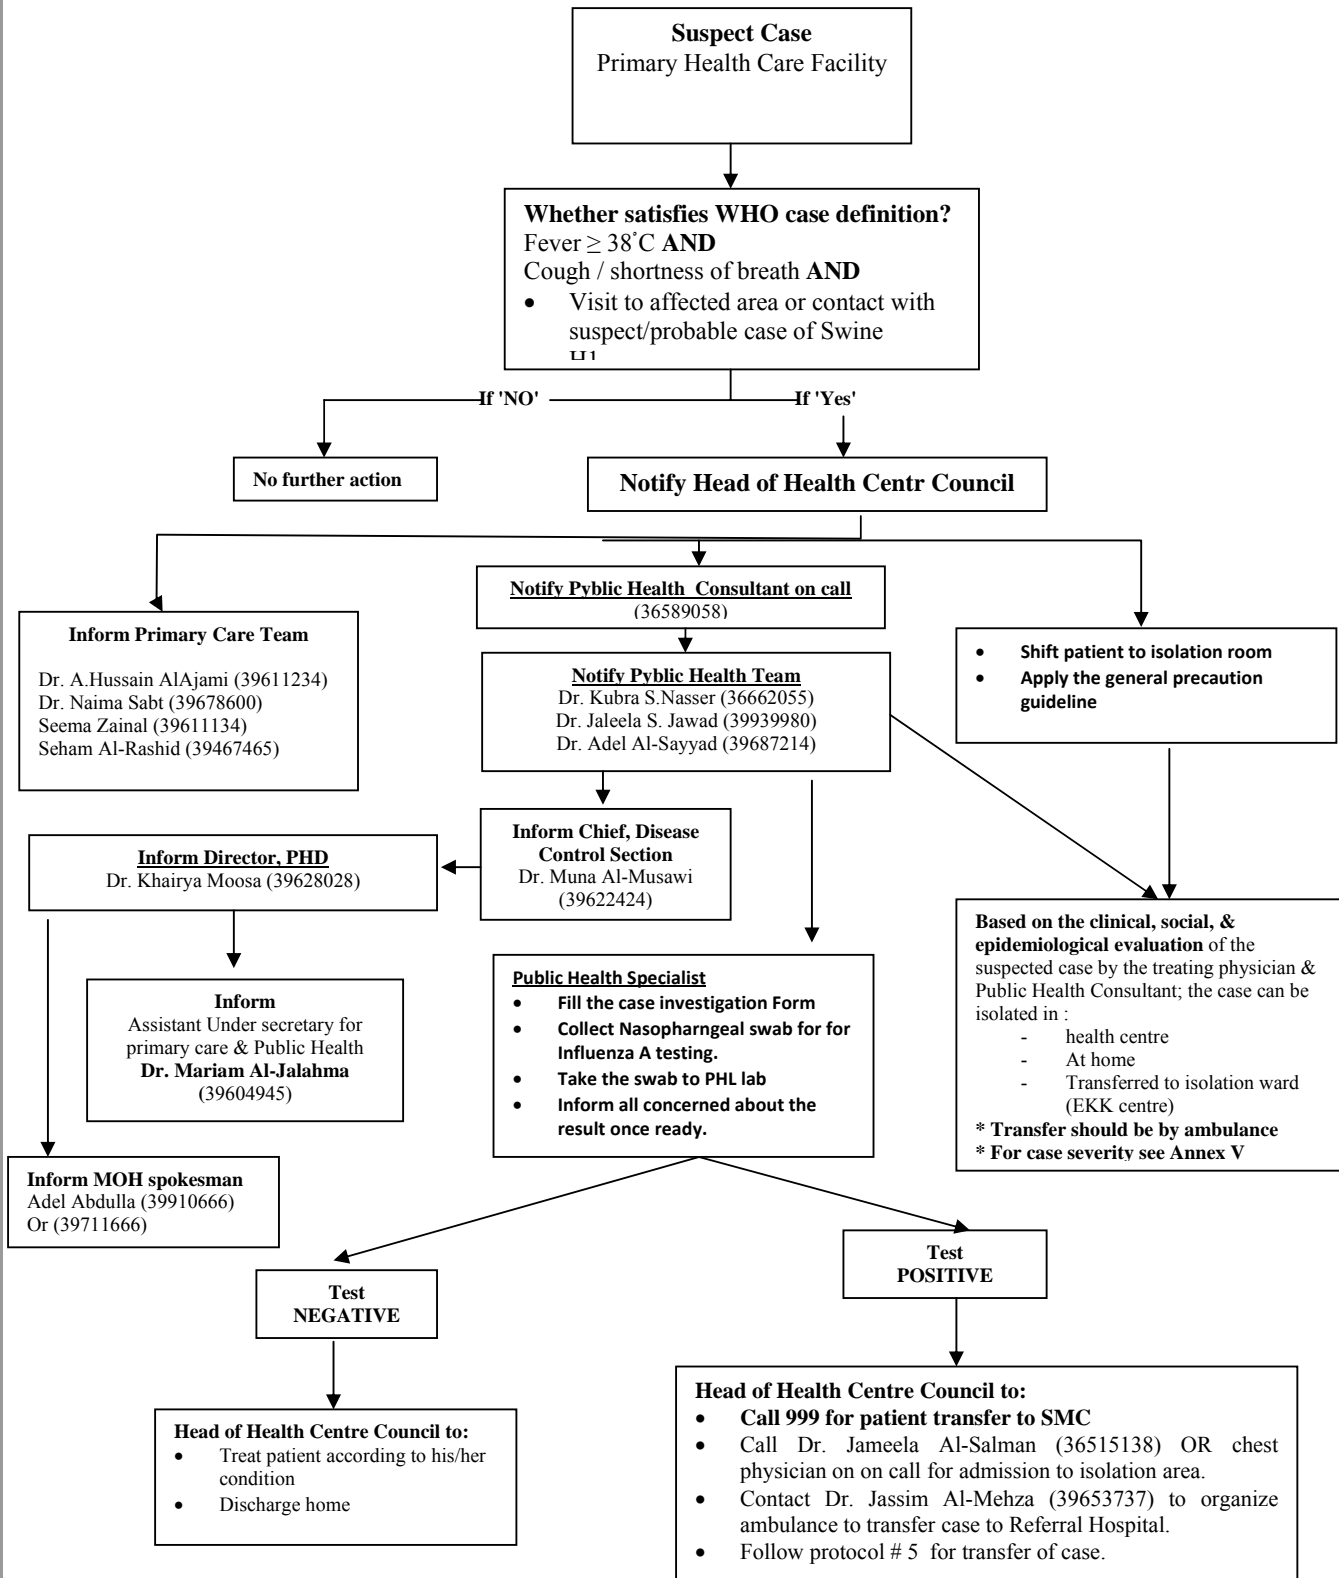 Suspect Case
Primary Health Care Facility
Whether satisfies WHO case definition?
Fever ≥ 38˚C AND
Cough / shortness of breath AND
• Visit to affected area or contact with
suspect/probable case of Swine
H1
If 'NO'
If 'Yes'
No further action
Notify Head of Health Centr Council
Notify Pyblic Health Consultant on call
(36589058)
Inform Primary Care Team
Dr. A.Hussain AlAjami (39611234)
Dr. Naima Sabt (39678600)
Seema Zainal (39611134)
Seham Al-Rashid (39467465)
Notify Pyblic Health Team
Dr. Kubra S.Nasser (36662055)
Dr. Jaleela S. Jawad (39939980)
Dr. Adel Al-Sayyad (39687214)
• Shift patient to isolation room
• Apply the general precaution
guideline
Inform Chief, Disease
Control Section
Dr. Muna Al-Musawi
(39622424)
Inform Director, PHD
Dr. Khairya Moosa (39628028)
Inform
Assistant Under secretary for
primary care & Public Health
Dr. Mariam Al-Jalahma
(39604945)
Inform MOH spokesman
Adel Abdulla (39910666)
Or (39711666)
Public Health Specialist
• Fill the case investigation Form
• Collect Nasopharngeal swab for for
Influenza A testing.
• Take the swab to PHL lab
• Inform all concerned about the
result once ready.
Based on the clinical, social, &
epidemiological evaluation of the
suspected case by the treating physician &
Public Health Consultant; the case can be
isolated in :
- health centre
- At home
- Transferred to isolation ward
(EKK centre)
* Transfer should be by ambulance
* For case severity see Annex V
Test
NEGATIVE
Test
POSITIVE
Head of Health Centre Council to:
• Treat patient according to his/her
condition
• Discharge home
Head of Health Centre Council to:
• Call 999 for patient transfer to SMC
• Call Dr. Jameela Al-Salman (36515138) OR chest
physician on on call for admission to isolation area.
• Contact Dr. Jassim Al-Mehza (39653737) to organize
ambulance to transfer case to Referral Hospital.
• Follow protocol # 5 for transfer of case.